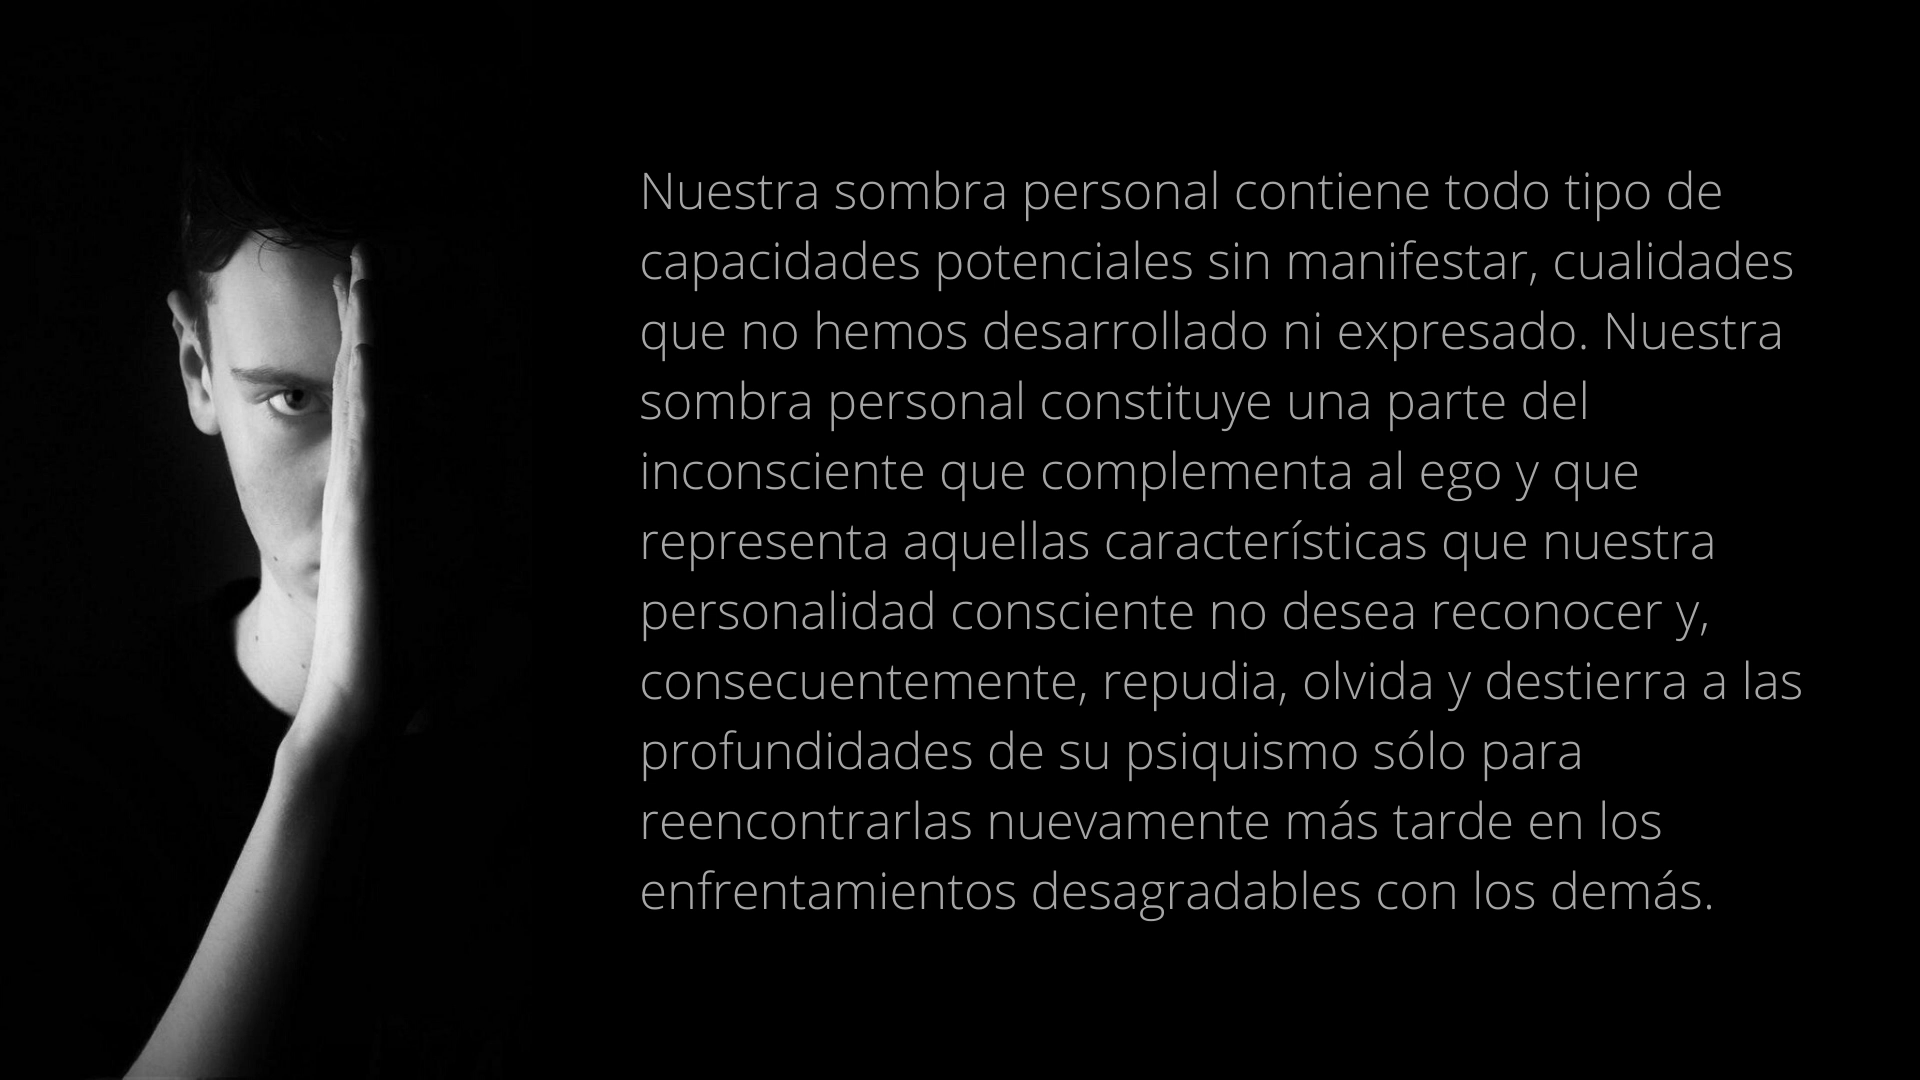 Nuestra sombra personal contiene todo tipo de
capacidades potenciales sin manifestar, cualidades
que no hemos desarrollado ni expresado. Nuestra
sombra personal constituye una parte del
inconsciente que complementa al ego y que
representa aquellas características que nuestra
personalidad consciente no desea reconocer y,
consecuentemente, repudia, olvida y destierra a las
profundidades de su psiquismo sólo para
reencontrarlas nuevamente más tarde en los
enfrentamientos desagradables con los demás.